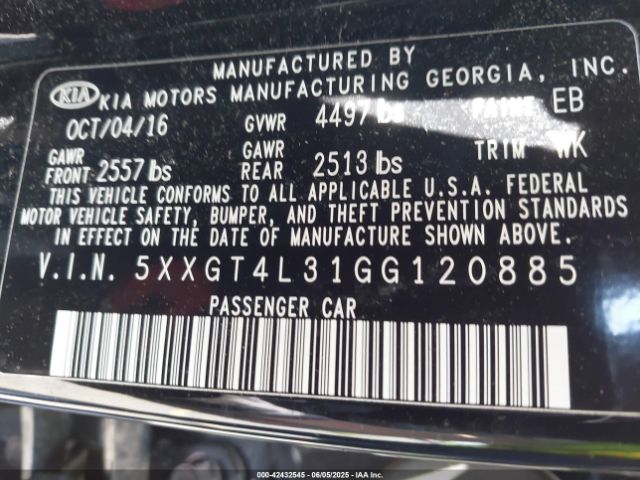 MANUFACTURED BY
KIA KIA MOTORS MANUFACTURING GEORGIA, INC.
OCT/04/16 GVWR 4497 lbs PAINT EB
GAWR FRONT 2557 lbs GAWR REAR 2513 lbs TRIM WK
THIS VEHICLE CONFORMS TO ALL APPLICABLE U.S.A. FEDERAL
MOTOR VEHICLE SAFETY, BUMPER, AND THEFT PREVENTION STANDARDS
IN EFFECT ON THE DATE OF MANUFACTURE SHOWN ABOVE.
V.I.N. 5XXGT4L31GG120885
PASSENGER CAR
000-42432545 - 06/05/2025 - IAA Inc.